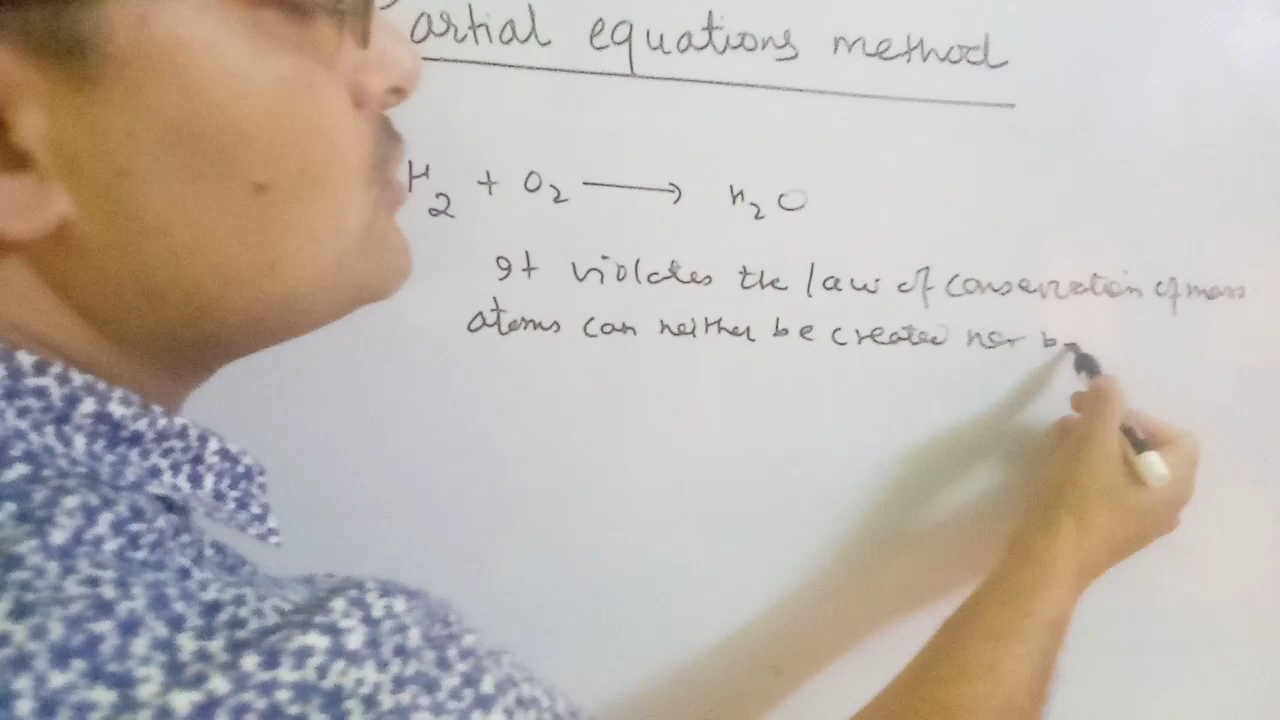 artial equations method
H2 + O2 → H2O
It violates the law of conservation of mass
atoms can neither be created nor b